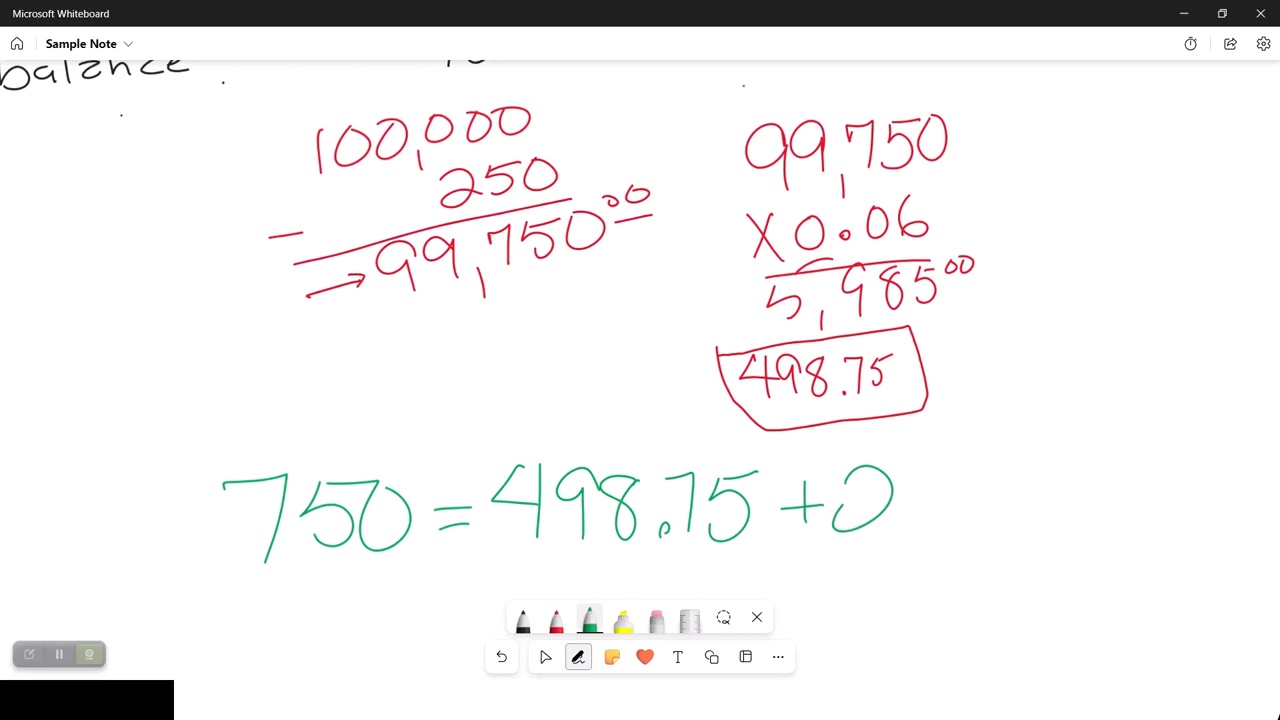 Microsoft Whiteboard
Sample Note
balance
100,000
250
- 
99,750.00
99,750
X 0.06
5,985 00
498.75
750 = 498.75 + 0